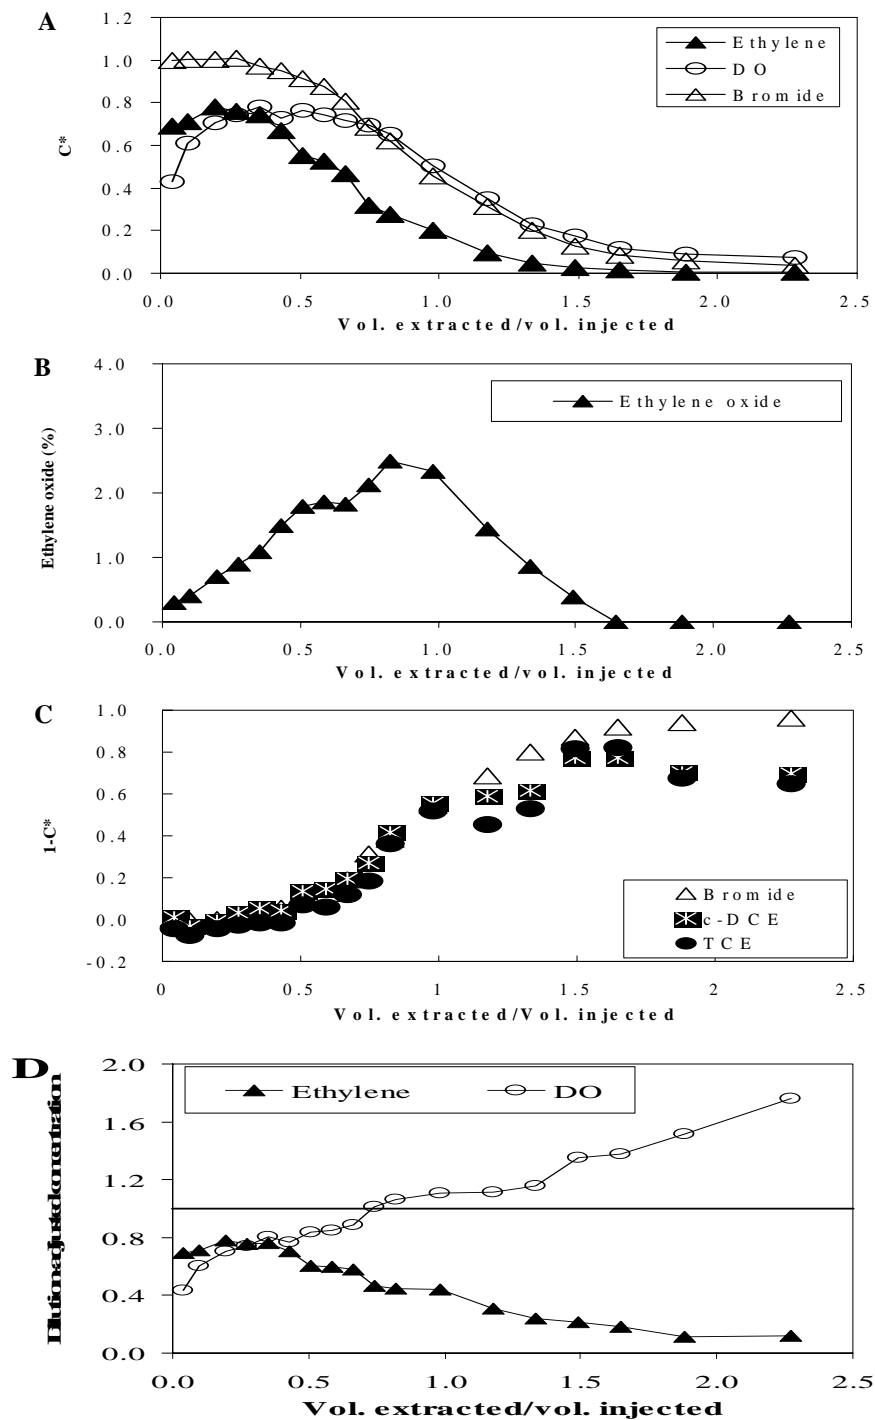 A
1.2
1.0
0.8
0.6
0.4
0.2
0.0
C*
Ethylene
DO
Bromide
0.0 0.5 1.0 1.5 2.0 2.5
Vol. extracted/vol. injected
B
4.0
3.0
2.0
1.0
0.0
Ethylene oxide (%)
Ethylene oxide
0.0 0.5 1.0 1.5 2.0 2.5
Vol. extracted/vol. injected
C
1.0
0.8
0.6
0.4
0.2
0.0
-0.2
1-C*
Bromide
c-DCE
TCE
0 0.5 1 1.5 2 2.5
Vol. extracted/Vol. injected
D
2.0
1.6
1.2
0.8
0.4
0.0
Dilution-adjusted concentration
Ethylene DO
0.0 0.5 1.0 1.5 2.0 2.5
Vol. extracted/vol. injected